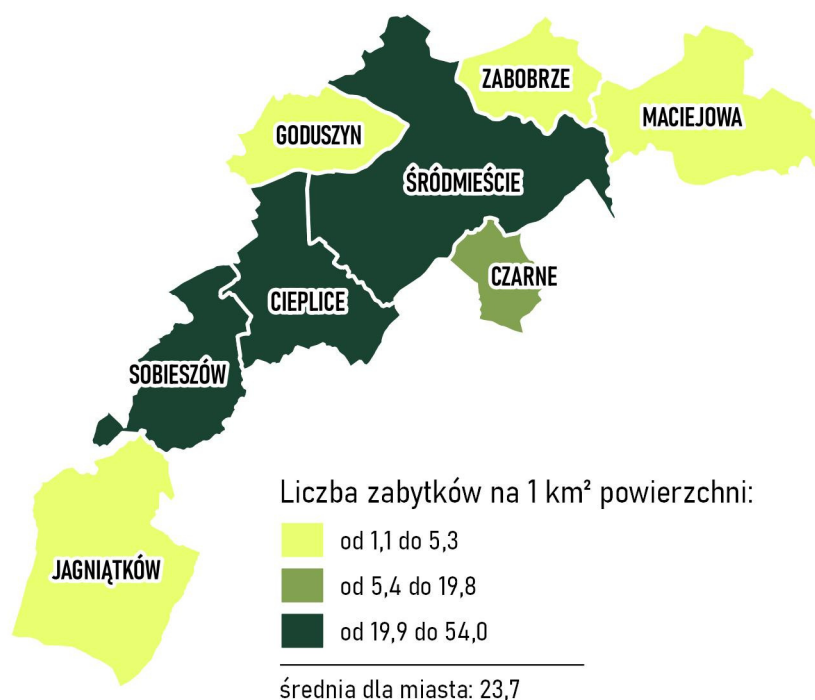 ZABOBRZE
MACIEJOWA
GODUSZYN
ŚRÓDMIEŚCIE
CZARNE
CIEPLICE
SOBIESZÓW
JAGNIĄTKÓW
Liczba zabytków na 1 km² powierzchni:
od 1,1 do 5,3
od 5,4 do 19,8
od 19,9 do 54,0
średnia dla miasta: 23,7